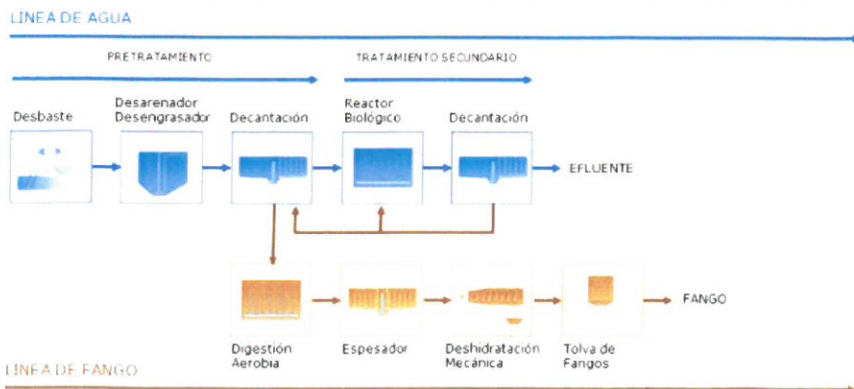 LÍNEA DE AGUA
PRETRATAMIENTO
TRATAMIENTO SECUNDARIO
Desbaste
Desarenador
Desengrasador
Decantación
Reactor
Biológico
Decantación
EFLUENTE
FANGO
Digestión
Aerobia
Espesador
Deshidratación
Mecánica
Tolva de
Fangos
LÍNEA DE FANGO